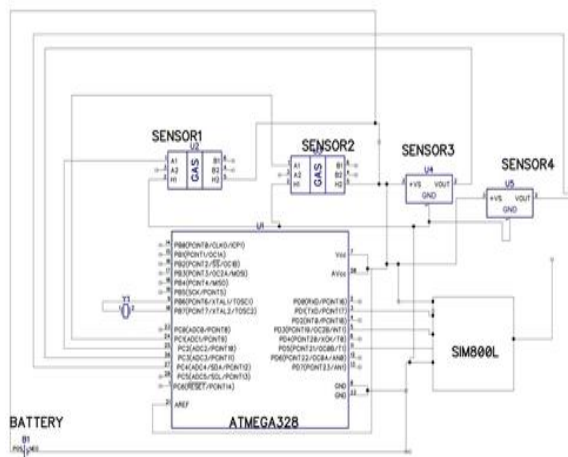 SENSOR1
U2
A1
A2
H1
GAS
B1
B2
H2
SENSOR2
A1
A2
H1
GAS
B1
B2
H2
SENSOR3
U4
+VS
VOUT
GND
SENSOR4
U5
+VS
VOUT
GND
U1
PB0(PCINT0/CLKO/ICP1)
PB1(PCINT1/OC1A)
PB2(PCINT2/SS/OC1B)
PB3(PCINT3/OC2A/MOSI)
PB4(PCINT4/MISO)
PB5(SCK/PCINT5)
PB6(PCINT6/XTAL1/TOSC1)
PB7(PCINT7/XTAL2/TOSC2)
PC0(ADC0/PCINT8)
PC1(ADC1/PCINT9)
PC2(ADC2/PCINT10)
PC3(ADC3/PCINT11)
PC4(ADC4/SDA/PCINT12)
PC5(ADC5/SCL/PCINT13)
PC6(RESET/PCINT14)
AREF
Vcc
AVcc
PD0(RXD/PCINT16)
PD1(TXD/PCINT17)
PD2(INT0/PCINT18)
PD3(PCINT19/OC2B/INT1)
PD4(PCINT20/XCK/T0)
PD5(PCINT21/OC0B/T1)
PD6(PCINT22/OC0A/AN0)
PD7(PCINT23/AN1)
GND
GND
ATMEGA328
Y1
SIM800L
BATTERY
B1
POS
NEG